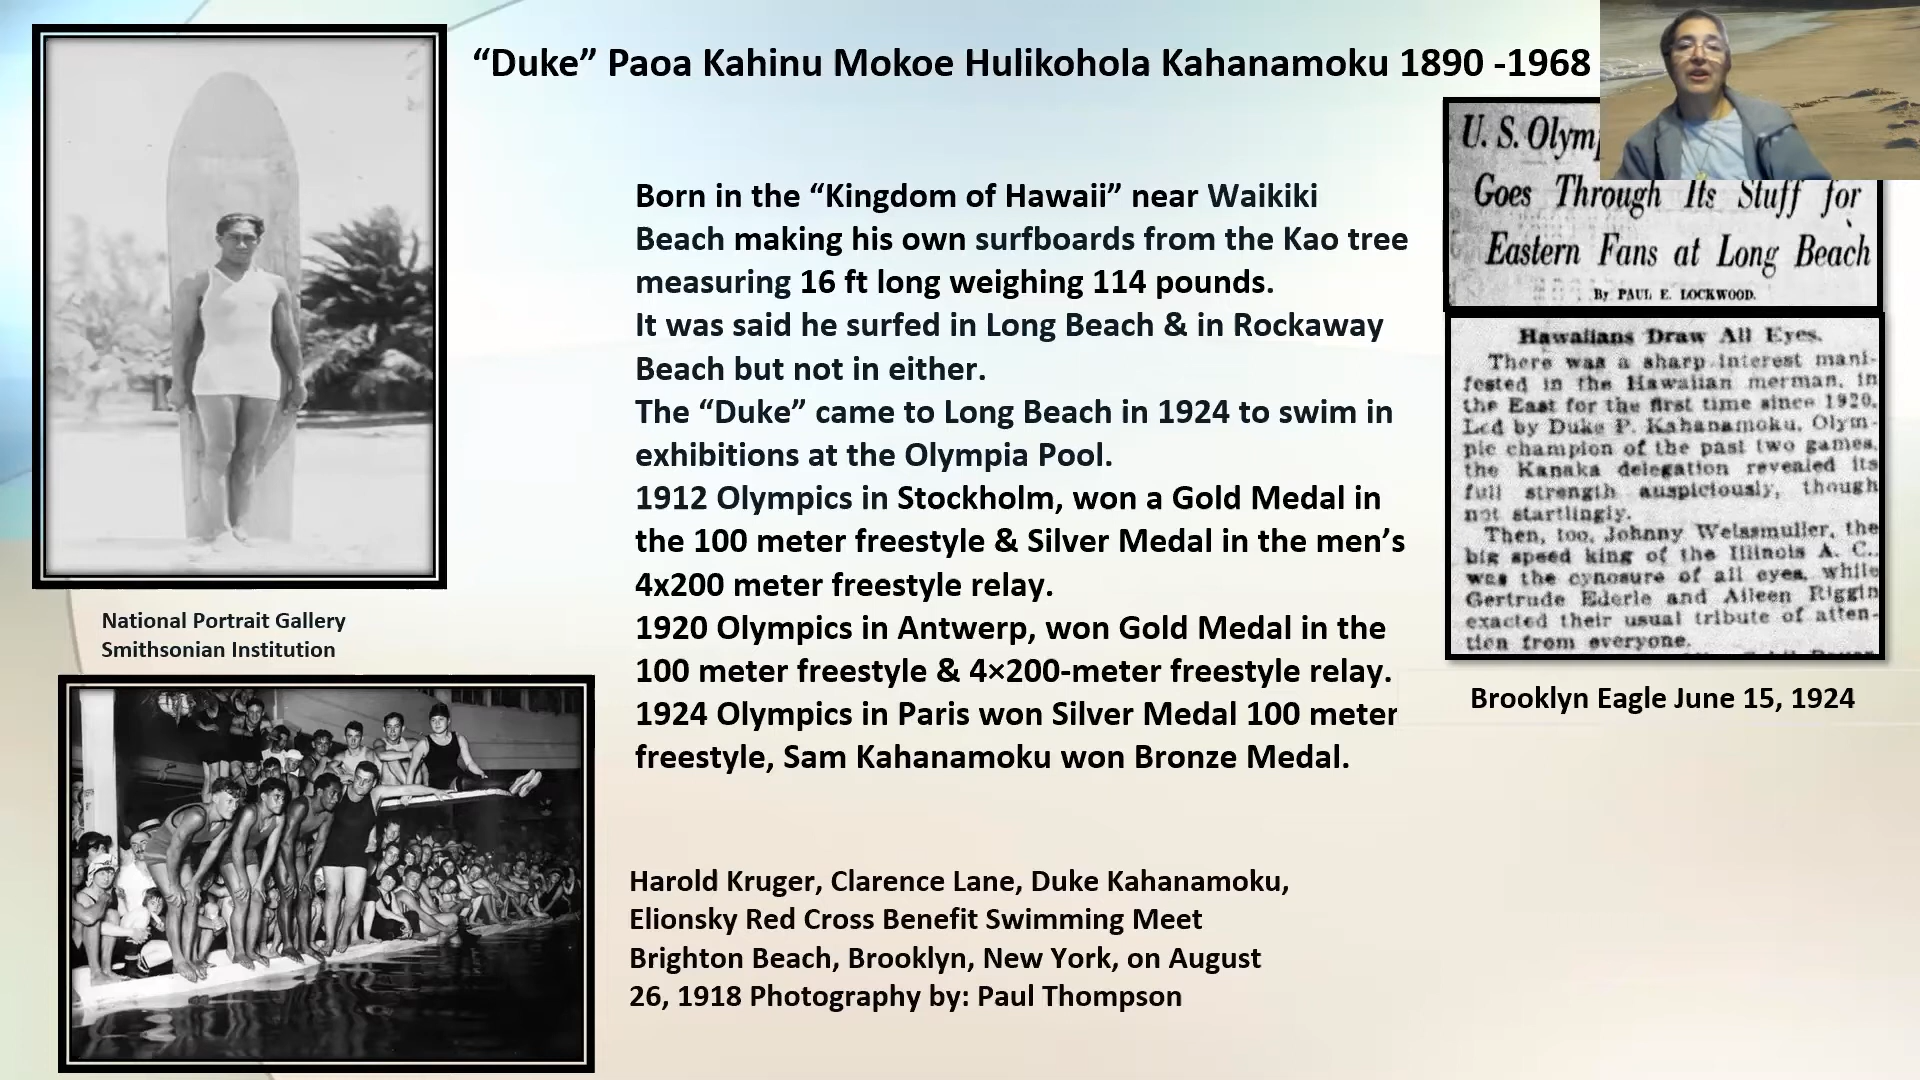 “Duke” Paoa Kahinu Mokoe Hulikohola Kahanamoku 1890 -1968
Born in the “Kingdom of Hawaii” near Waikiki
Beach making his own surfboards from the Kao tree
measuring 16 ft long weighing 114 pounds.
It was said he surfed in Long Beach & in Rockaway
Beach but not in either.
The “Duke” came to Long Beach in 1924 to swim in
exhibitions at the Olympia Pool.
1912 Olympics in Stockholm, won a Gold Medal in
the 100 meter freestyle & Silver Medal in the men’s
4x200 meter freestyle relay.
1920 Olympics in Antwerp, won Gold Medal in the
100 meter freestyle & 4×200-meter freestyle relay.
1924 Olympics in Paris won Silver Medal 100 meter
freestyle, Sam Kahanamoku won Bronze Medal.
National Portrait Gallery
Smithsonian Institution
Harold Kruger, Clarence Lane, Duke Kahanamoku,
Elionsky Red Cross Benefit Swimming Meet
Brighton Beach, Brooklyn, New York, on August
26, 1918 Photography by: Paul Thompson
U. S. Olym
Goes Through Its Stuff for
Eastern Fans at Long Beach
By PAUL E. LOCKWOOD.
Hawaiians Draw All Eyes.
There was a sharp interest mani-
fested in the Hawaiian merman, in
the East for the first time since 1920.
Led by Duke P. Kahanamoku, Olym-
pic champion of the past two games,
the Kanaka delegation revealed its
full strength auspiciously, though
not startlingly.
Then, too, Johnny Weissmuller, the
big speed king of the Illinois A. C.,
was the cynosure of all eyes, while
Gertrude Ederle and Aileen Riggin
exacted their usual tribute of atten-
tion from everyone.
Brooklyn Eagle June 15, 1924